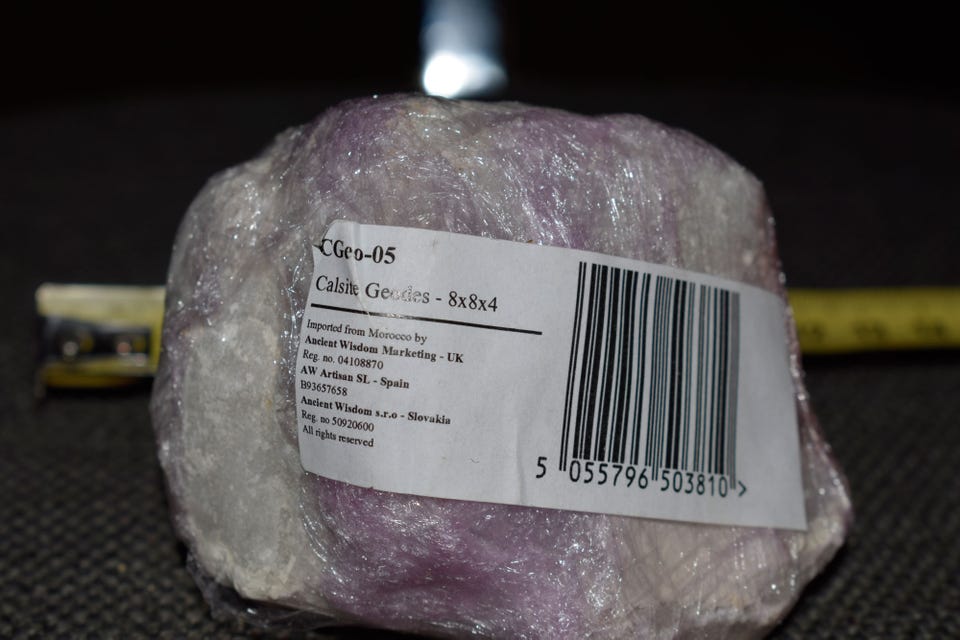 CGeo-05
Calsite Geodes - 8x8x4
Imported from Morocco by
Ancient Wisdom Marketing - UK
Reg. no. 04108870
AW Artisan SL - Spain
B93657658
Ancient Wisdom s.r.o - Slovakia
Reg. no 50920600
All rights reserved
5 055796 503810 >